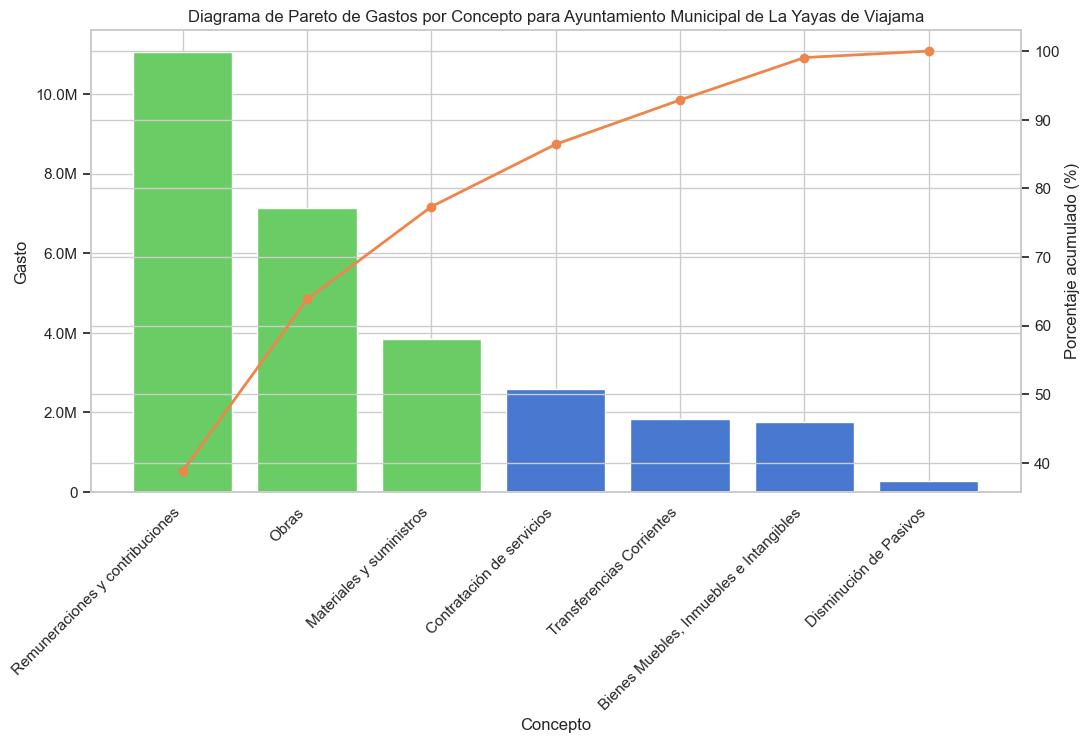 Diagrama de Pareto de Gastos por Concepto para Ayuntamiento Municipal de La Yayas de Viajama
Gasto
10.0M
8.0M
6.0M
4.0M
2.0M
0
Porcentaje acumulado (%)
100
90
80
70
60
50
40
Remuneraciones y contribuciones
Obras
Materiales y suministros
Contratación de servicios
Transferencias Corrientes
Bienes Muebles, Inmuebles e Intangibles
Disminución de Pasivos
Concepto